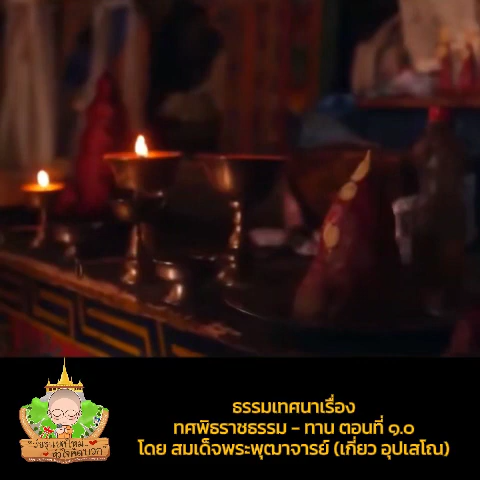 ธรรมเทศนาเรื่อง
ทศพิธราชธรรม - ทาน ตอนที่ ๑.๐
โดย สมเด็จพระพุฒาจารย์ (เกี่ยว อุปเสโณ)